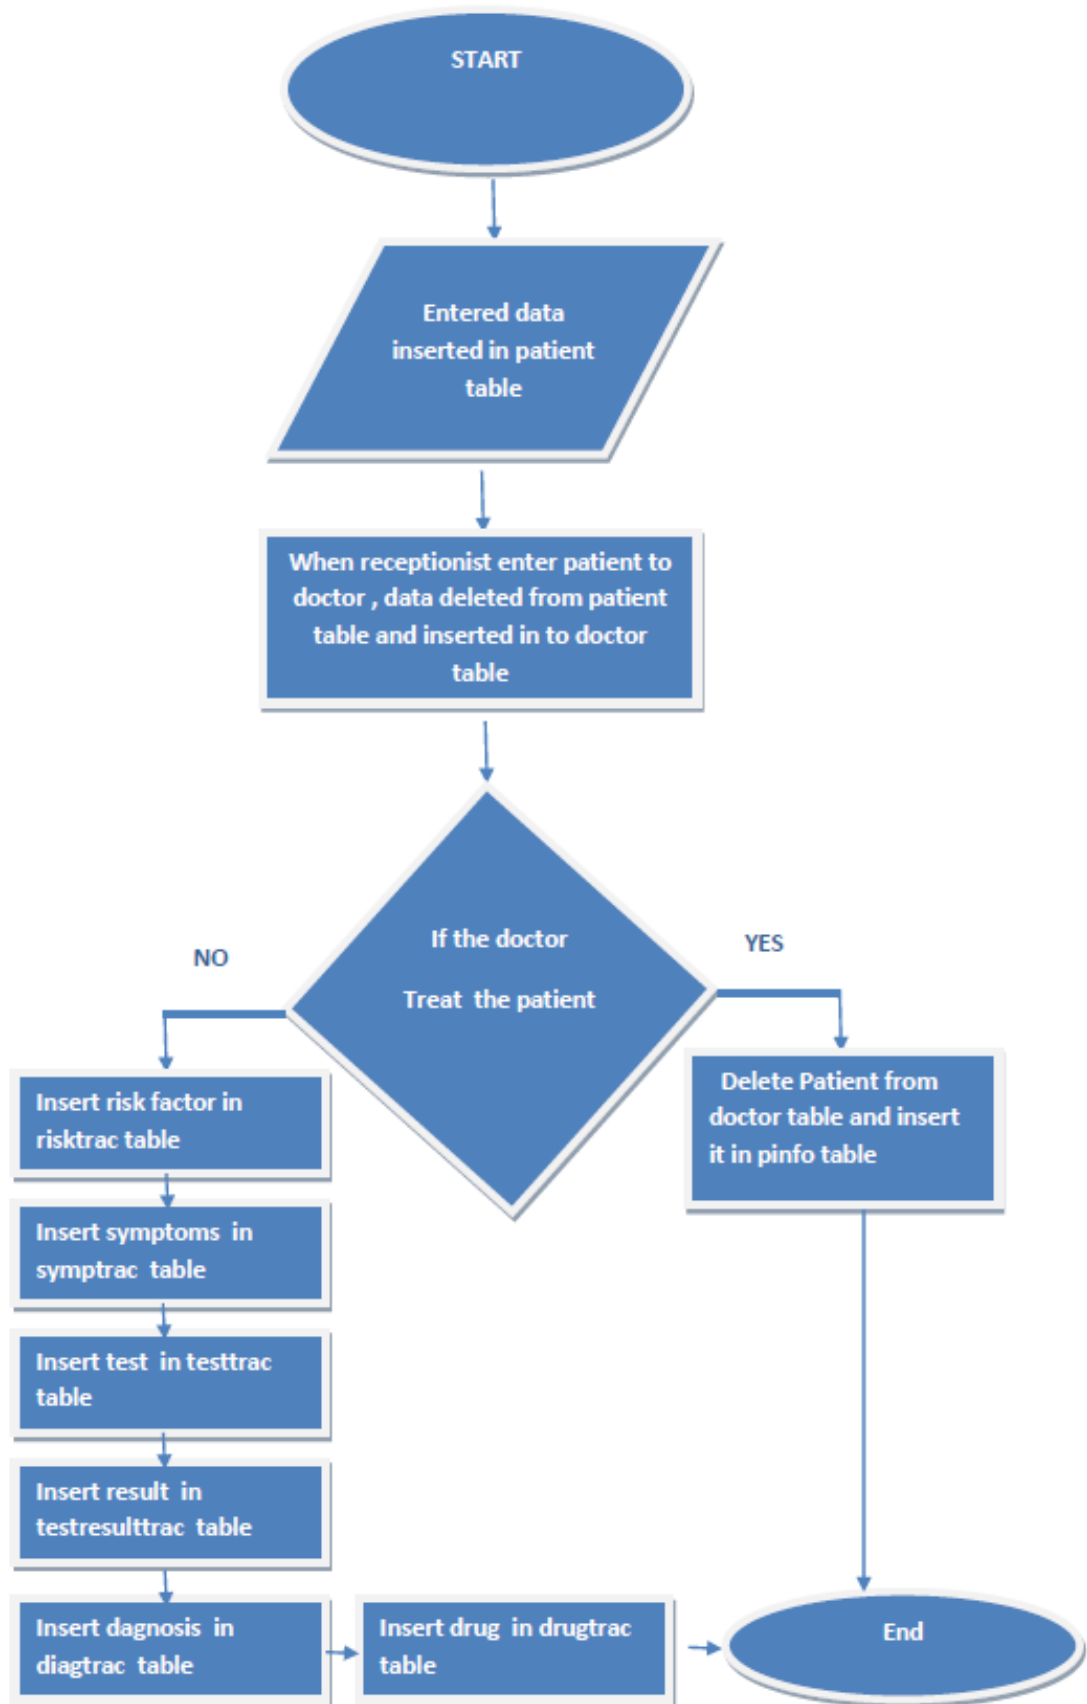 START
Entered data
inserted in patient
table
When receptionist enter patient to
doctor , data deleted from patient
table and inserted in to doctor
table
If the doctor
Treat the patient
NO
YES
Insert risk factor in
risktrac table
Insert symptoms in
symptrac table
Insert test in testtrac
table
Insert result in
testresulttrac table
Insert dagnosis in
diagtrac table
Insert drug in drugtrac
table
Delete Patient from
doctor table and insert
it in pinfo table
End